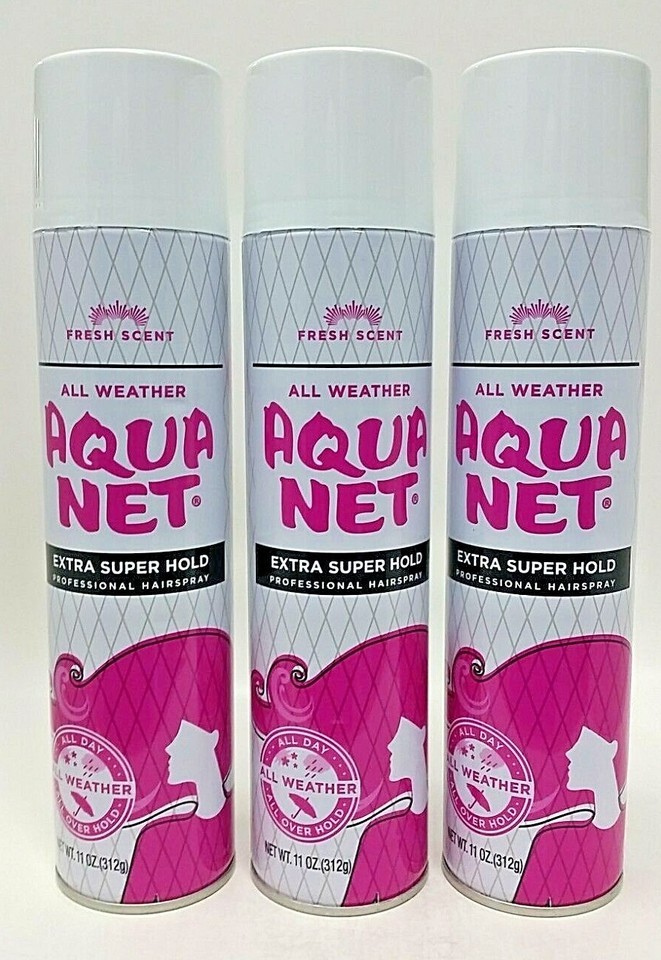 FRESH SCENT
ALL WEATHER
AQUA
NET®
EXTRA SUPER HOLD
PROFESSIONAL HAIRSPRAY
ALL DAY
ALL WEATHER
ALL OVER HOLD
NET WT. 11 OZ.(312g)
FRESH SCENT
ALL WEATHER
AQUA
NET®
EXTRA SUPER HOLD
PROFESSIONAL HAIRSPRAY
ALL DAY
ALL WEATHER
ALL OVER HOLD
NET WT. 11 OZ.(312g)
FRESH SCENT
ALL WEATHER
AQUA
NET®
EXTRA SUPER HOLD
PROFESSIONAL HAIRSPRAY
ALL DAY
ALL WEATHER
ALL OVER HOLD
NET WT. 11 OZ.(312g)